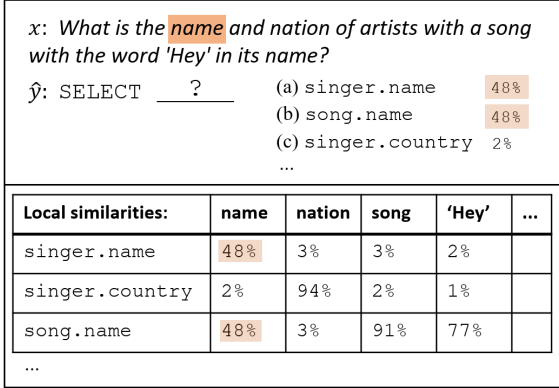 x: What is the name and nation of artists with a song
with the word 'Hey' in its name?
ŷ: SELECT ? (a) singer.name 48%
(b) song.name 48%
(c) singer.country 2%
...
Local similarities: name nation song ‘Hey’ ...
singer.name 48% 3% 3% 2%
singer.country 2% 94% 2% 1%
song.name 48% 3% 91% 77%
...